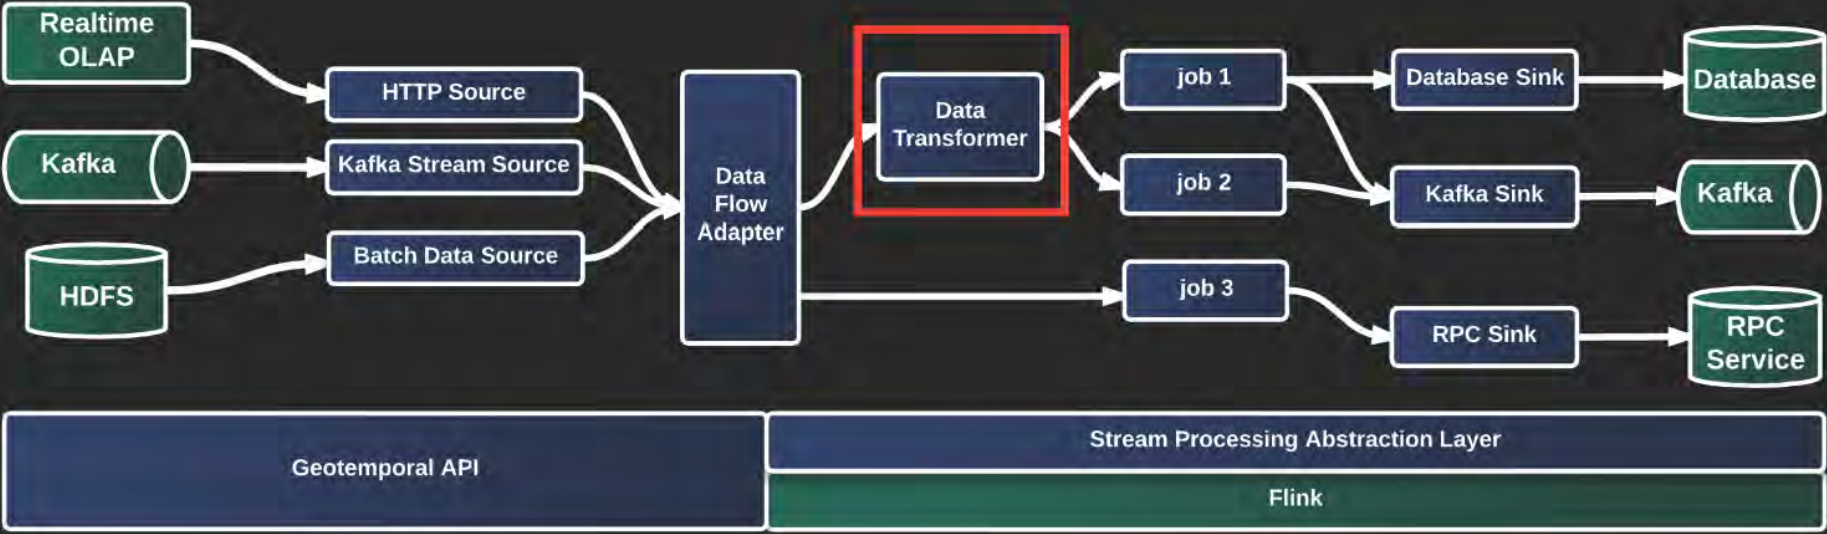 Realtime
OLAP
HTTP Source
Kafka
Kafka Stream Source
HDFS
Batch Data Source
Data
Flow
Adapter
Data
Transformer
job 1
job 2
job 3
Database Sink
Kafka Sink
RPC Sink
Database
Kafka
RPC
Service
Geotemporal API
Stream Processing Abstraction Layer
Flink